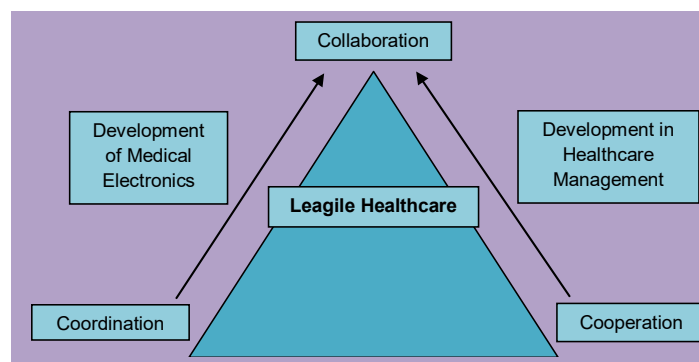 Collaboration
Development
of Medical
Electronics
Development in
Healthcare
Management
Leagile Healthcare
Coordination
Cooperation